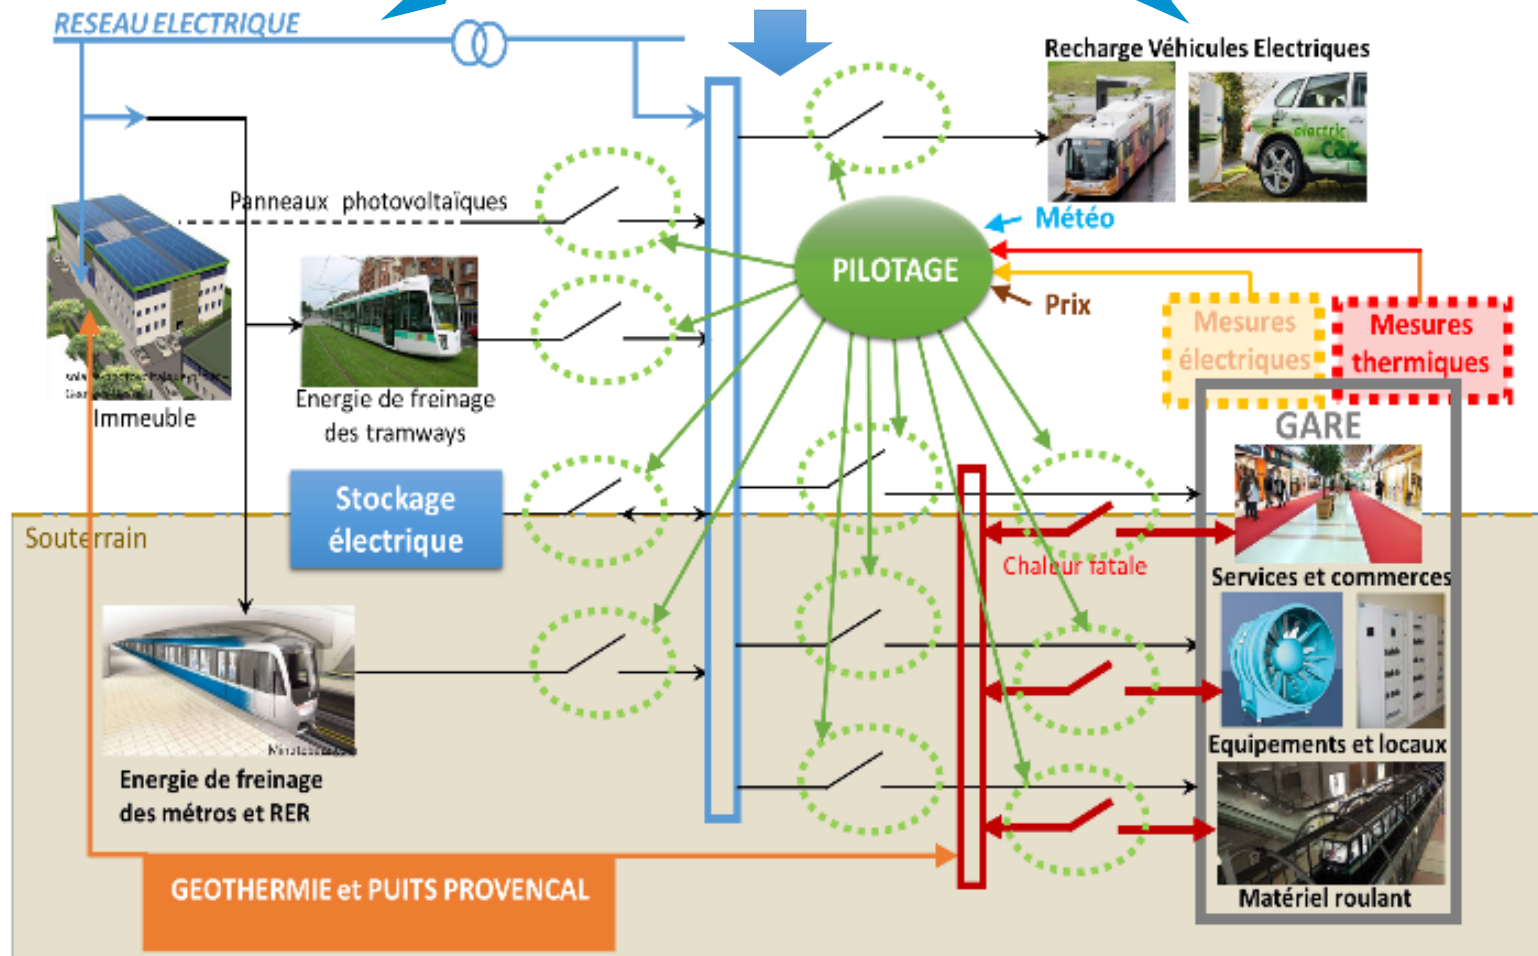 RESEAU ELECTRIQUE
Recharge Véhicules Electriques
electric
car
Panneaux photovoltaïques
Météo
PILOTAGE
Prix
Mesures
électriques
Mesures
thermiques
Immeuble
Energie de freinage
des tramways
GARE
Stockage
électrique
Souterrain
Chaleur fatale
Services et commerces
Equipements et locaux
Energie de freinage
des métros et RER
GEOTHERMIE et PUITS PROVENCAL
Matériel roulant